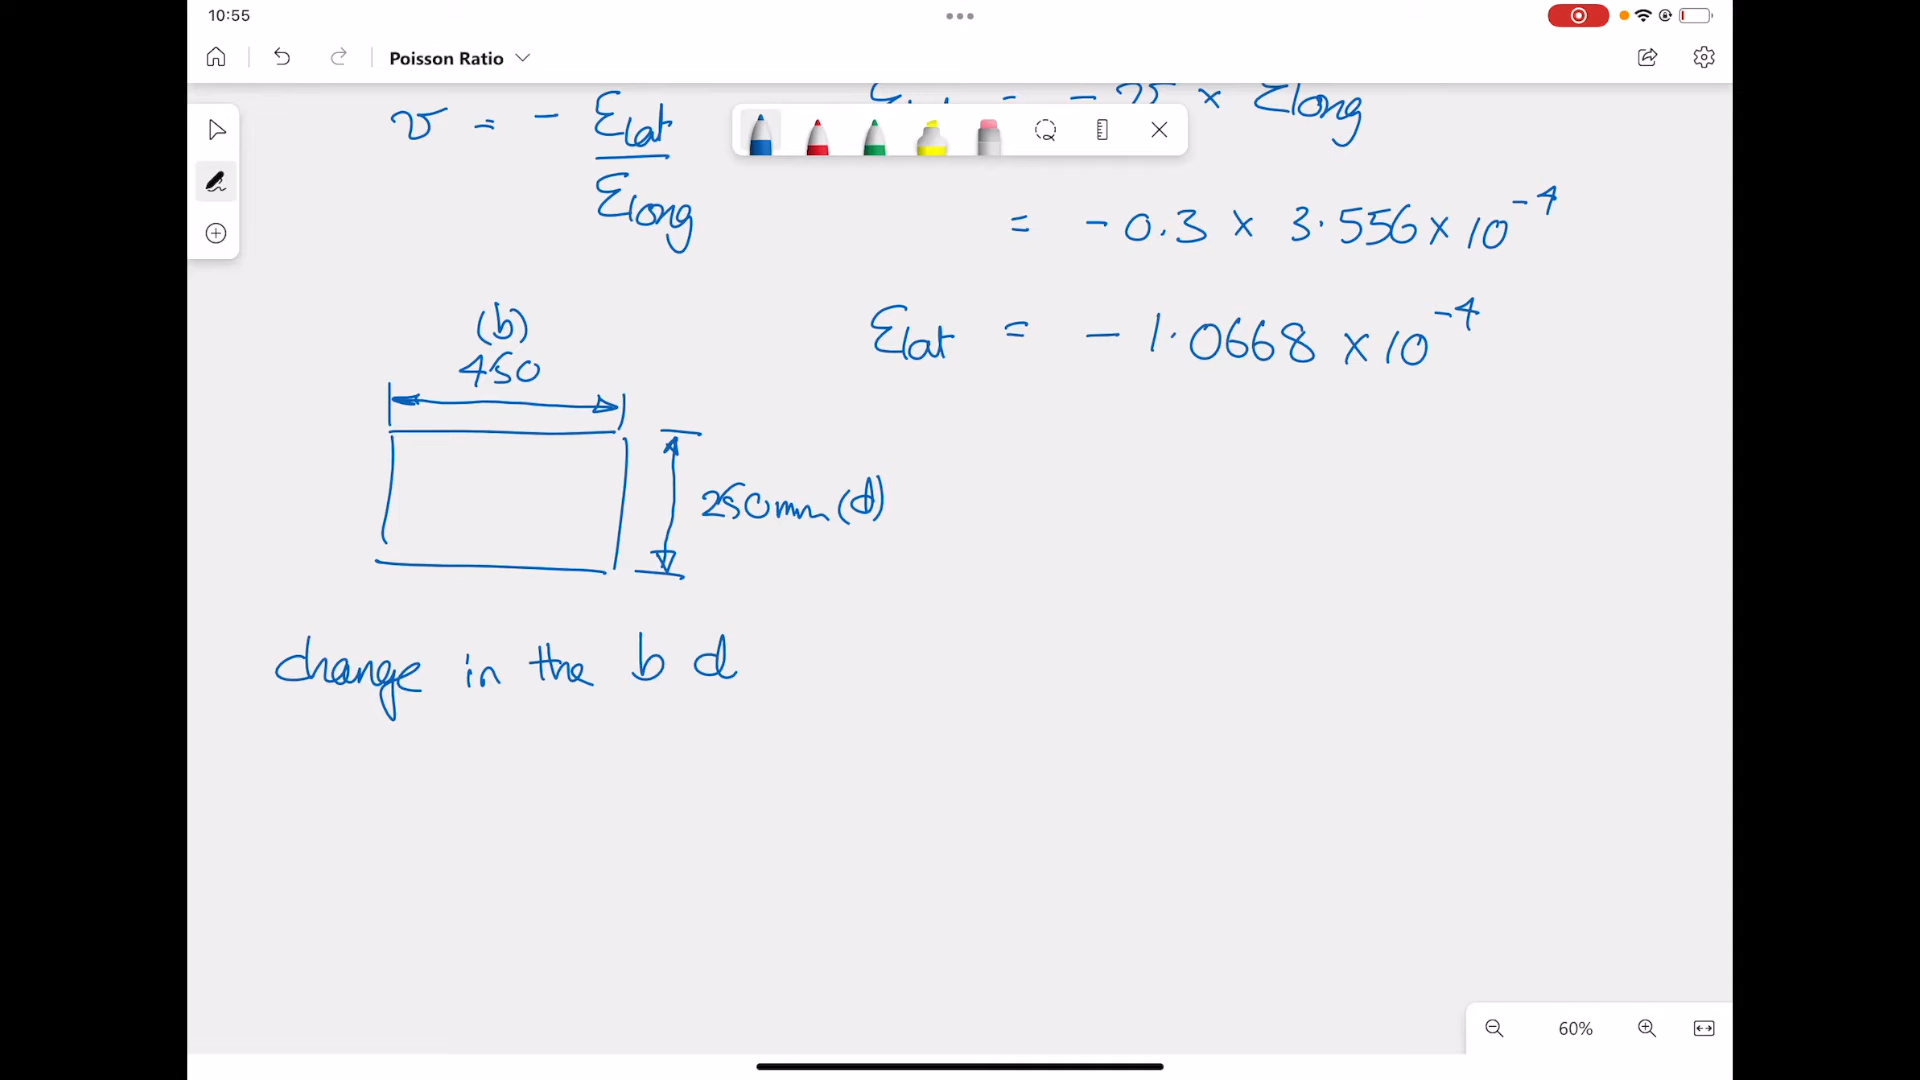 10:55
Poisson Ratio
v = - εlat / εlong
= - v × εlong
= - 0.3 × 3.556 × 10^-4
εlat = - 1.0668 × 10^-4
(b)
450
250mm (d)
change in the b d
60%